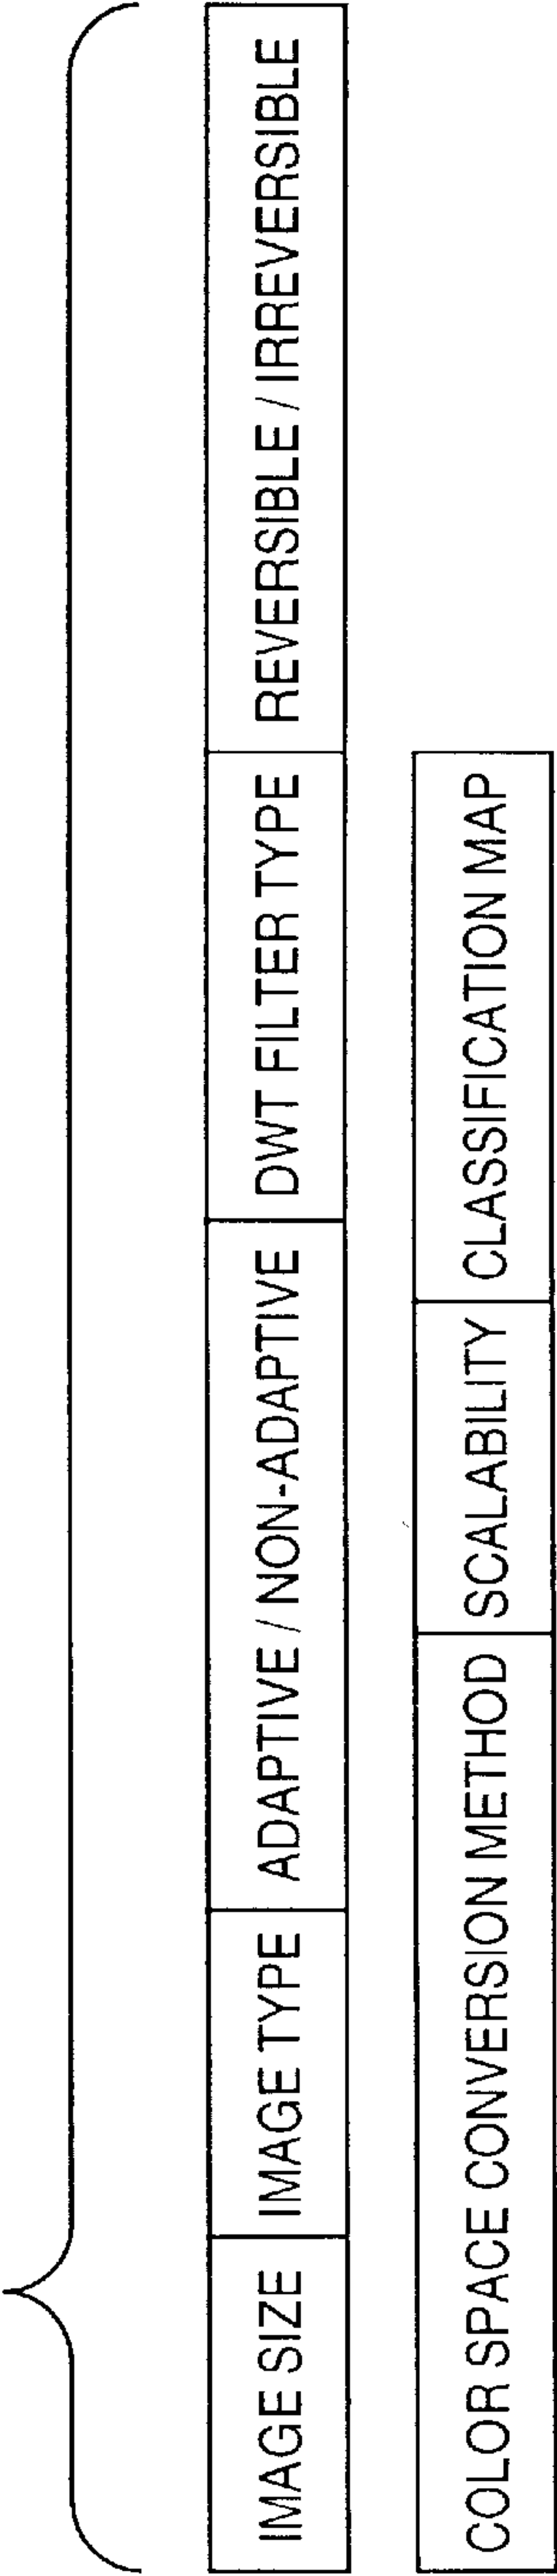 IMAGE SIZE IMAGE TYPE ADAPTIVE / NON-ADAPTIVE DWT FILTER TYPE REVERSIBLE / IRREVERSIBLE
COLOR SPACE CONVERSION METHOD SCALABILITY CLASSIFICATION MAP